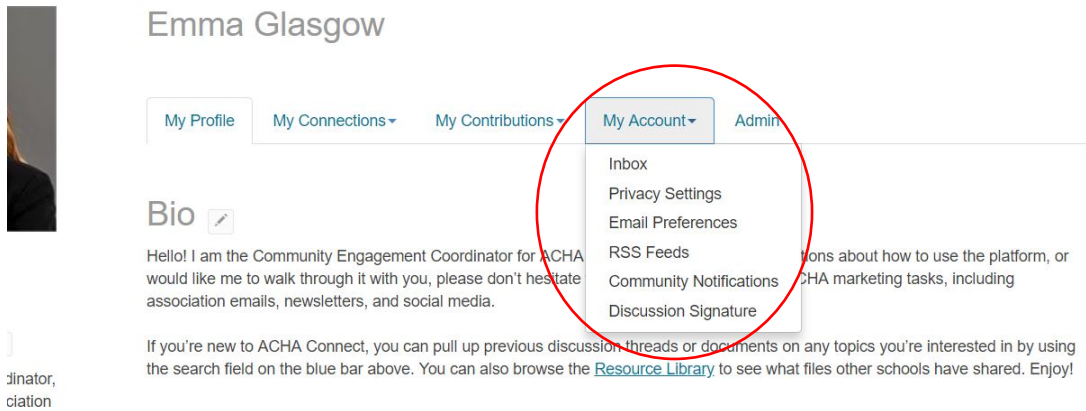 Emma Glasgow
My Profile My Connections My Contributions My Account Admin
Inbox
Privacy Settings
Email Preferences
RSS Feeds
Community Notifications
Discussion Signature
Bio
Hello! I am the Community Engagement Coordinator for ACHA tions about how to use the platform, or
would like me to walk through it with you, please don't hesitate CHA marketing tasks, including
association emails, newsletters, and social media.
If you're new to ACHA Connect, you can pull up previous discussion threads or documents on any topics you're interested in by using
the search field on the blue bar above. You can also browse the Resource Library to see what files other schools have shared. Enjoy!
dinator,
ciation